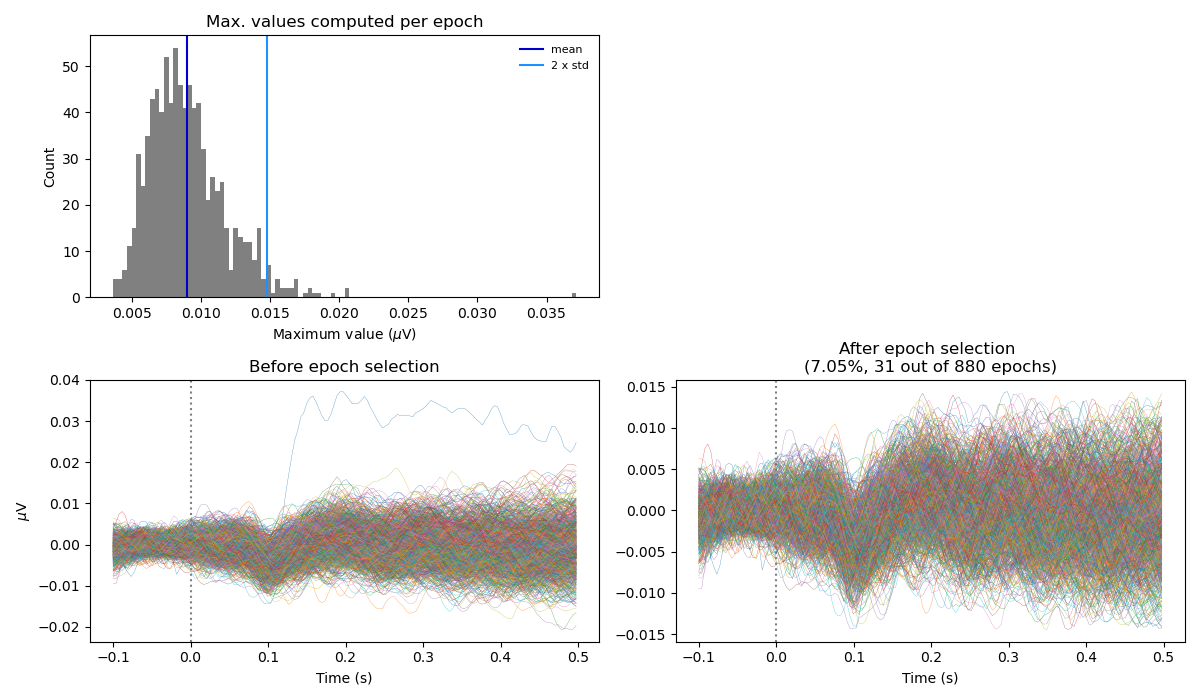 Max. values computed per epoch
mean
2 x std
Count
50
40
30
20
10
0
0.005 0.010 0.015 0.020 0.025 0.030 0.035
Maximum value (μV)
Before epoch selection
μV
0.04
0.03
0.02
0.01
0.00
−0.01
−0.02
−0.1 0.0 0.1 0.2 0.3 0.4 0.5
Time (s)
After epoch selection
(7.05%, 31 out of 880 epochs)
0.015
0.010
0.005
0.000
−0.005
−0.010
−0.015
−0.1 0.0 0.1 0.2 0.3 0.4 0.5
Time (s)